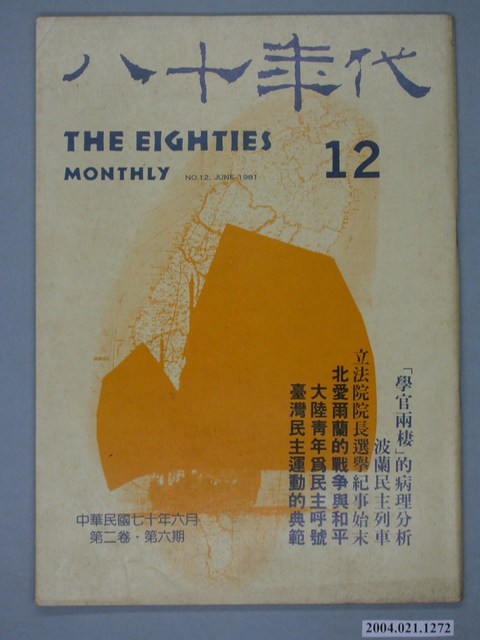 八十年代
THE EIGHTIES
MONTHLY
NO.12, JUNE 1981
12
「學官兩棲」的病理分析
波蘭民主列車
立法院院長選舉紀事始末
北愛爾蘭的戰爭與和平
大陸青年為民主呼號
臺灣民主運動的典範
中華民國七十年六月
第二卷·第六期
2004.021.1272